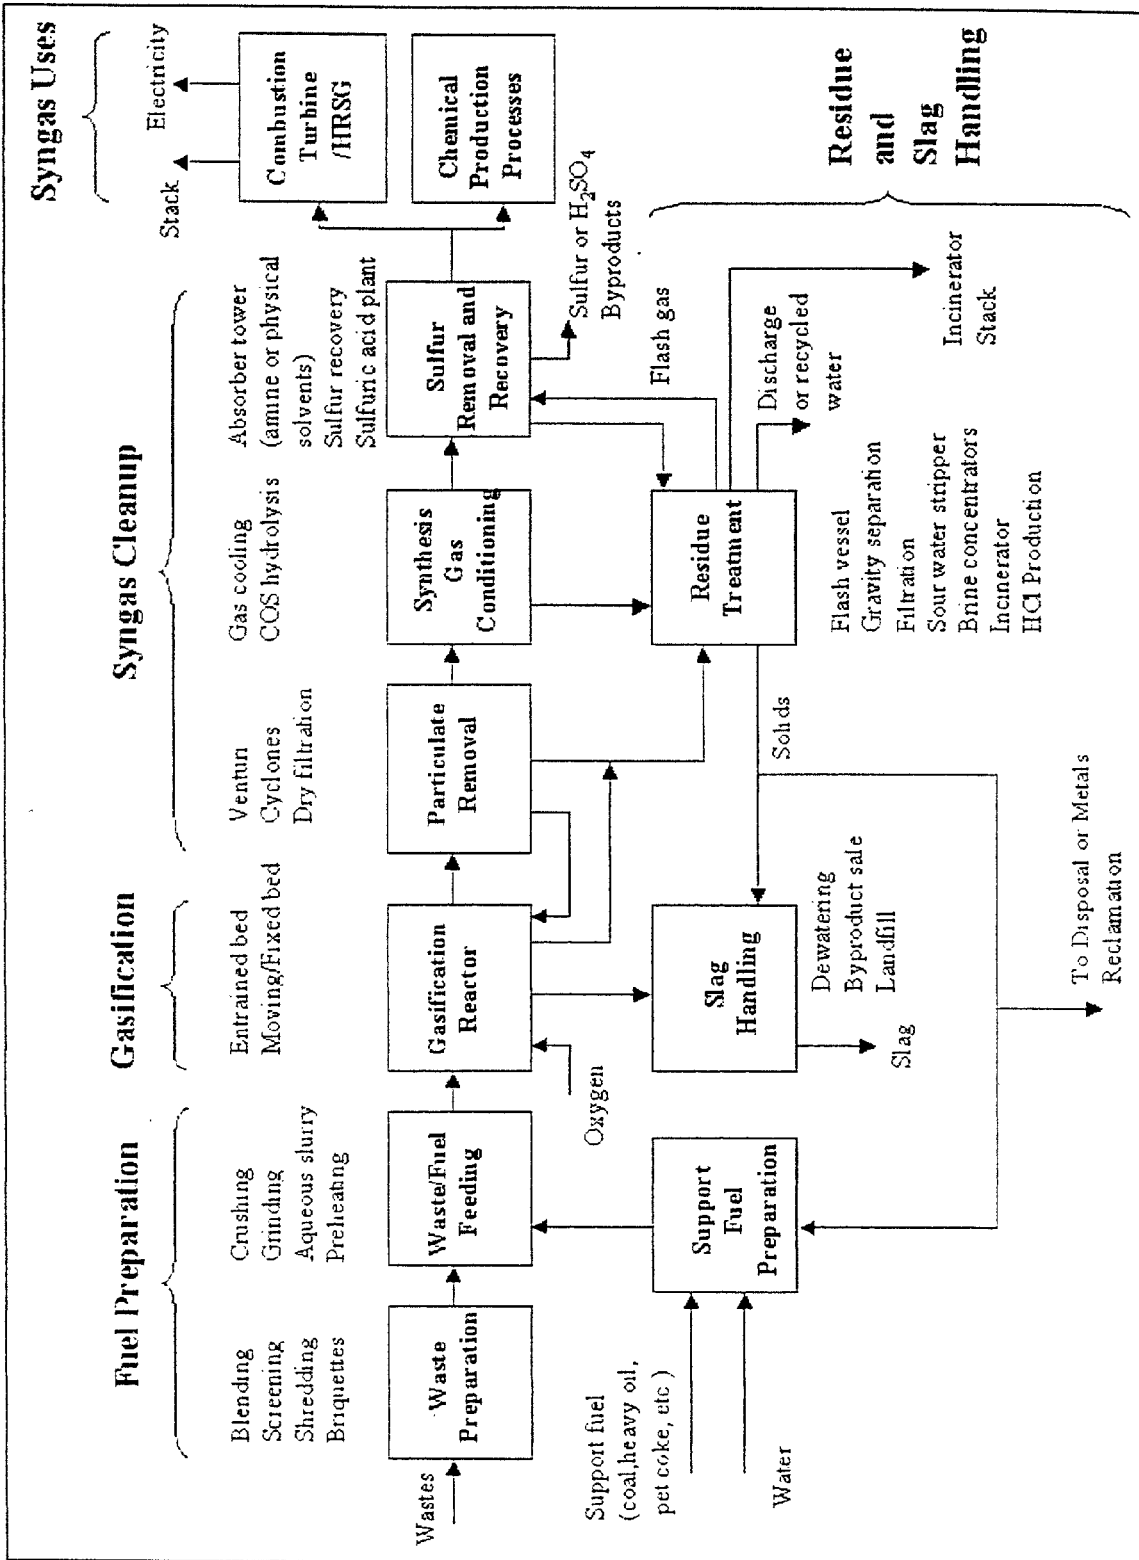 Fuel Preparation
Gasification
Syngas Cleanup
Syngas Uses
Blending
Screening
Shredding
Briquettes
Crushing
Grinding
Aqueous slurry
Preheating
Entrained bed
Moving/Fixed bed
Venturi
Cyclones
Dry filtration
Gas cooling
COS hydrolysis
Absorber tower
(amine or physical
solvents)
Sulfur recovery
Sulfuric acid plant
Stack
Electricity
Wastes
Waste
Preparation
Waste/Fuel
Feeding
Gasification
Reactor
Particulate
Removal
Synthesis
Gas
Conditioning
Sulfur
Removal and
Recovery
Combustion
Turbine
/HRSG
Chemical
Production
Processes
Oxygen
Sulfur or H₂SO₄
Byproducts
Flash gas
Support fuel
(coal,heavy oil,
pet coke, etc )
Water
Support
Fuel
Preparation
Slag
Handling
Dewatering
Byproduct sale
Landfill
Slag
Solids
Residue
Treatment
Discharge
or recycled
water
Incinerator
Stack
Flash vessel
Gravity separation
Filtration
Sour water stripper
Brine concentrators
Incinerator
HCl Production
To Disposal or Metals
Reclamation
Residue
and
Slag
Handling